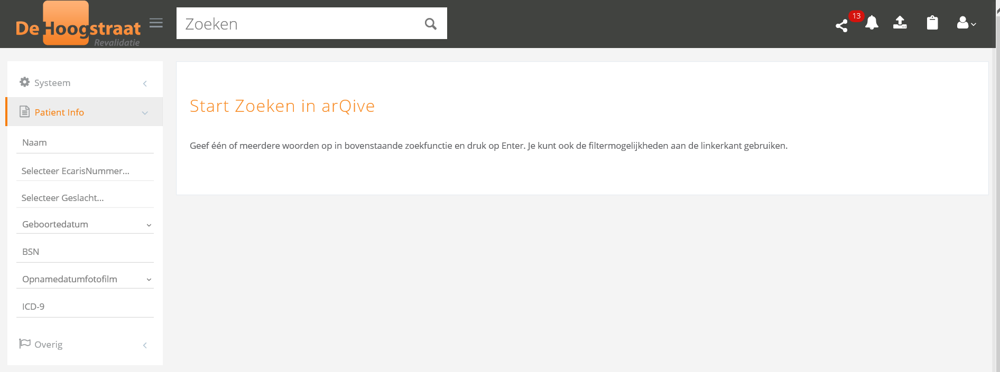 De Hoogstraat
Revalidatie
Zoeken
13
Systeem
Patient Info
Naam
Selecteer EcarisNummer...
Selecteer Geslacht...
Geboortedatum
BSN
Opnamedatumfotofilm
ICD-9
Overig
Start Zoeken in arQive
Geef één of meerdere woorden op in bovenstaande zoekfunctie en druk op Enter. Je kunt ook de filtermogelijkheden aan de linkerkant gebruiken.